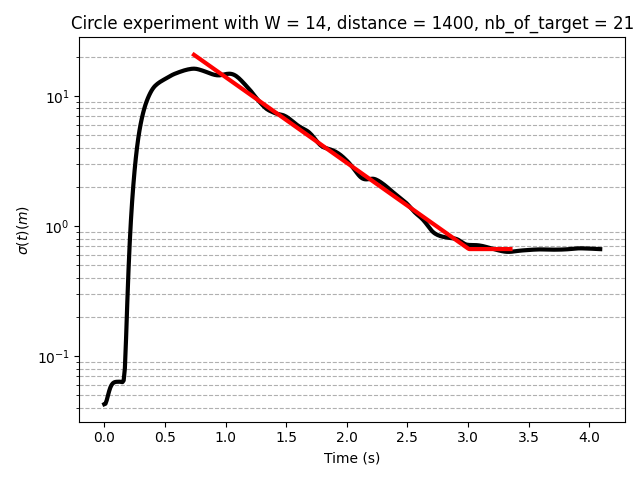 Circle experiment with W = 14, distance = 1400, nb_of_target = 21
10¹
10⁰
10⁻¹
σ(t)(m)
0.0 0.5 1.0 1.5 2.0 2.5 3.0 3.5 4.0
Time (s)